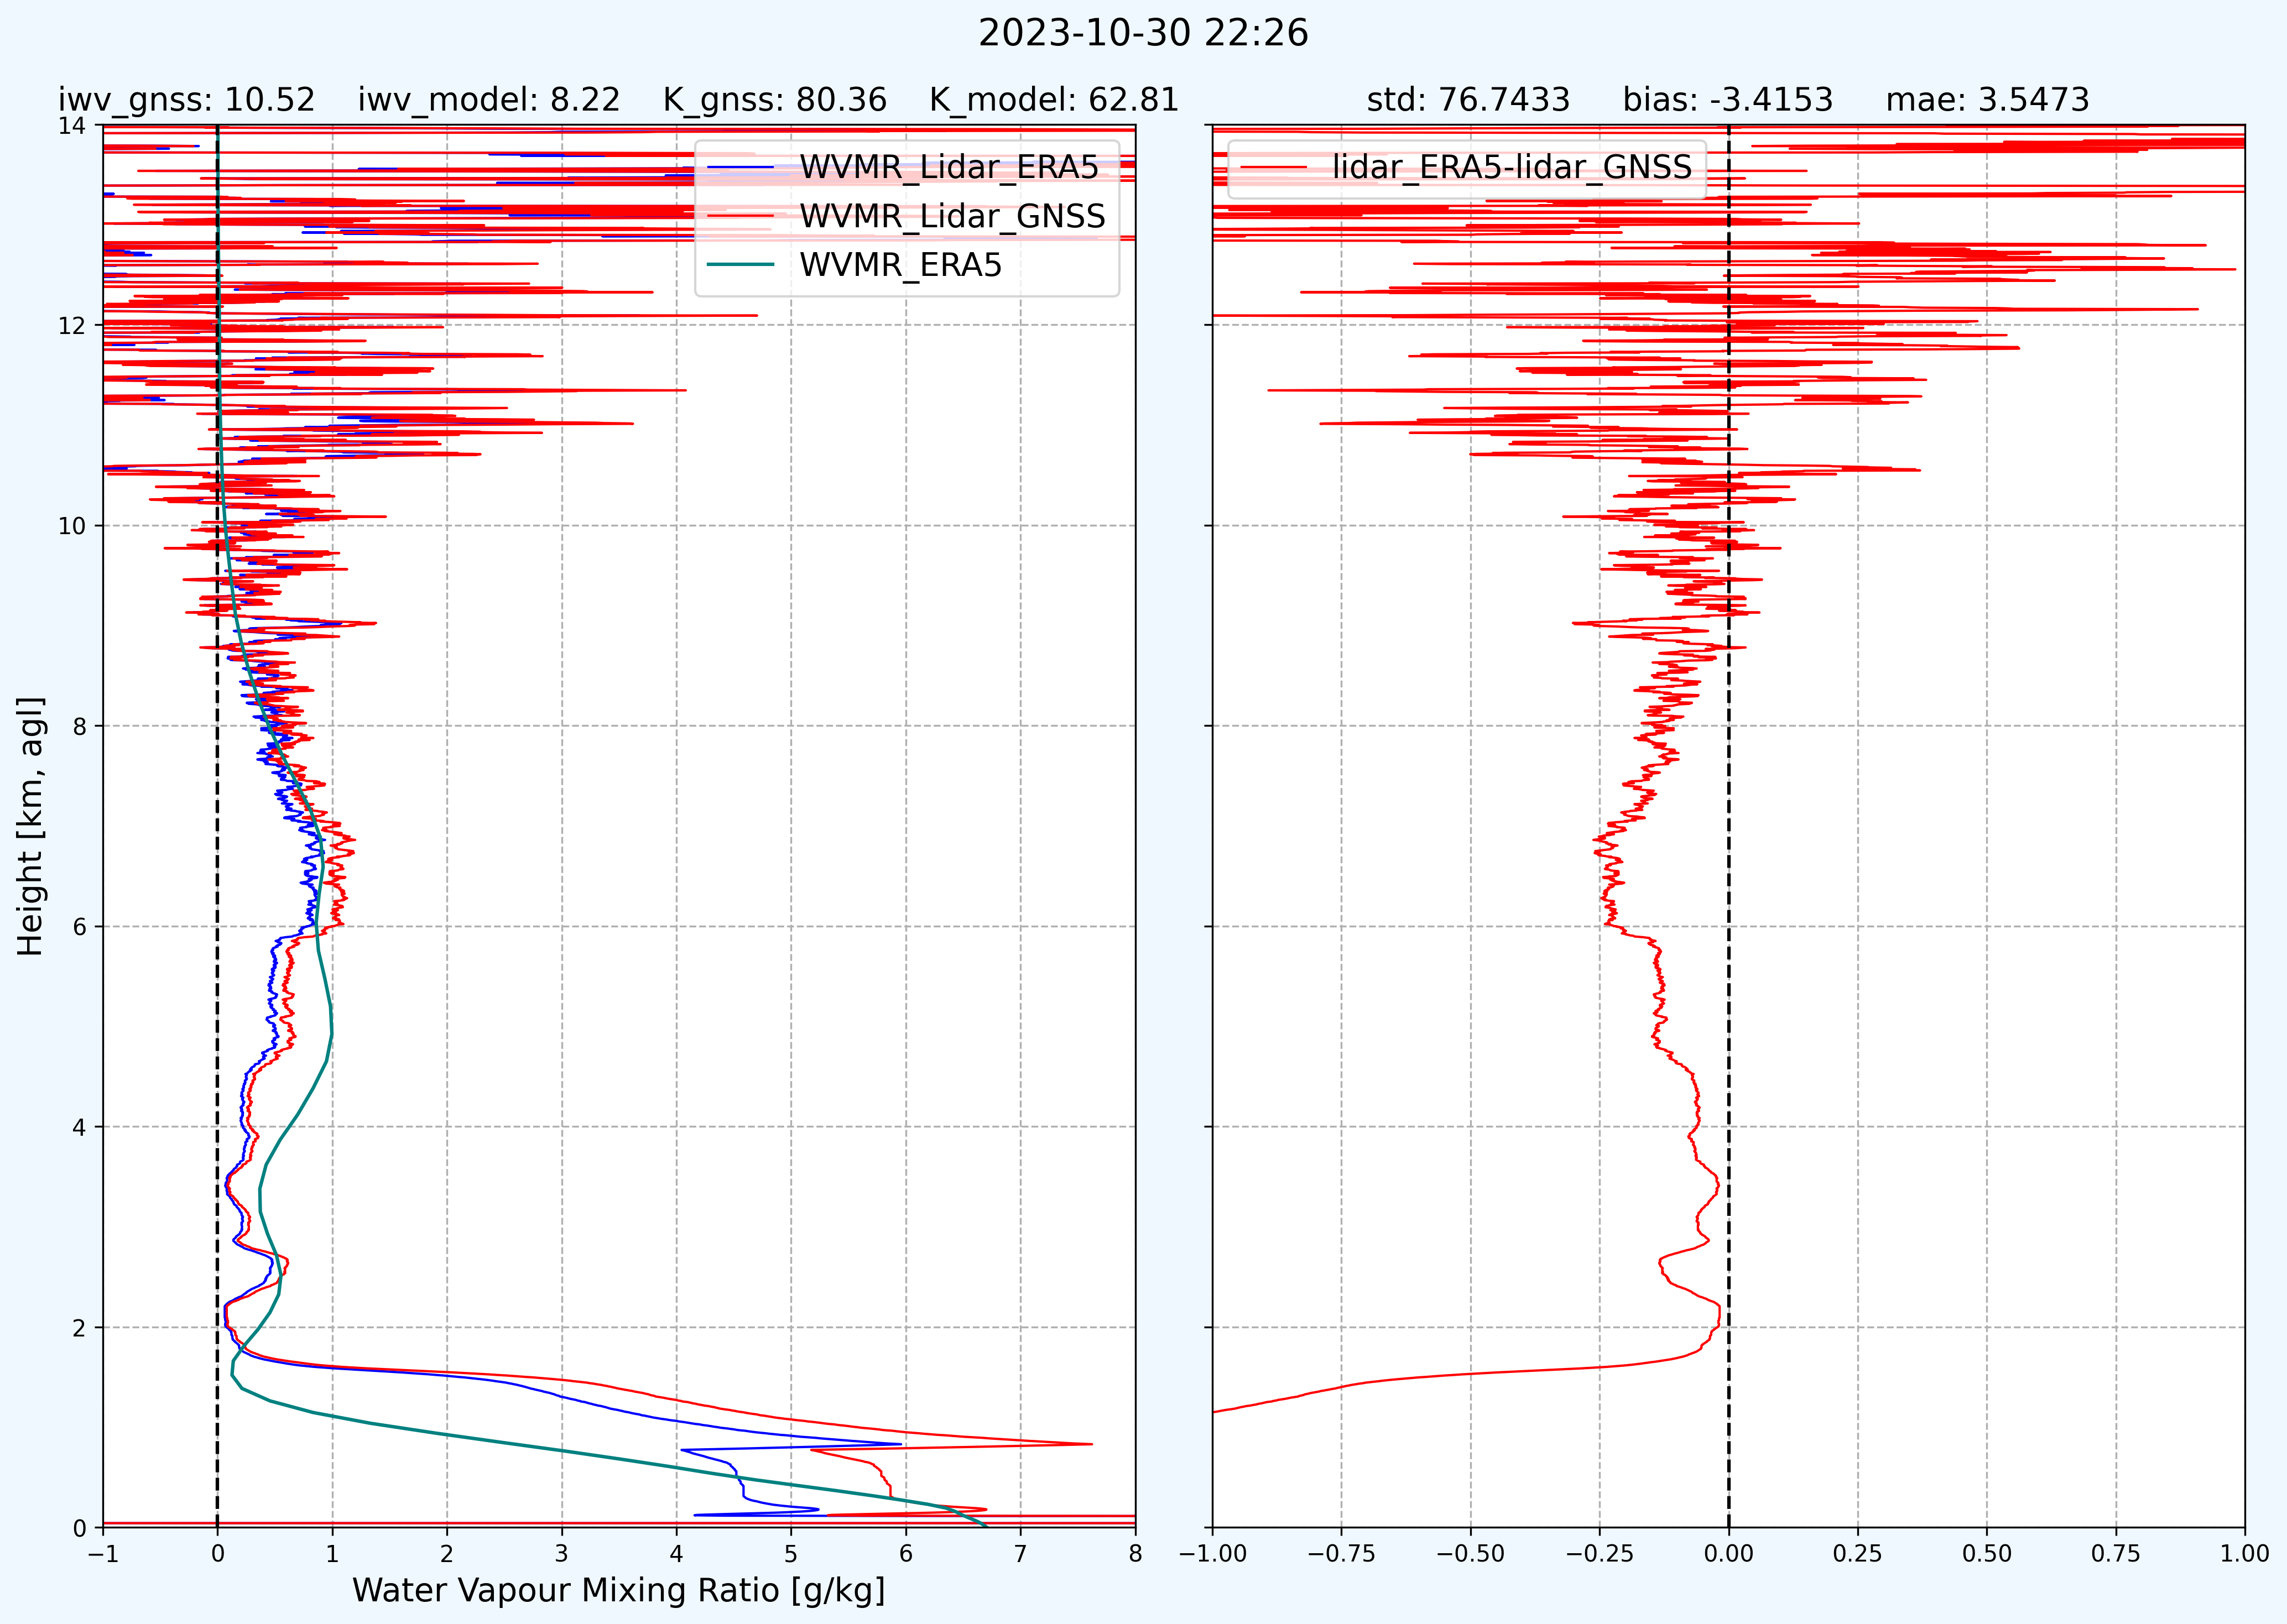 2023-10-30 22:26
iwv_gnss: 10.52 iwv_model: 8.22 K_gnss: 80.36 K_model: 62.81
std: 76.7433 bias: -3.4153 mae: 3.5473
WVMR_Lidar_ERA5
WVMR_Lidar_GNSS
WVMR_ERA5
lidar_ERA5-lidar_GNSS
14
12
10
8
6
4
2
0
Height [km, agl]
−1 0 1 2 3 4 5 6 7 8
Water Vapour Mixing Ratio [g/kg]
−1.00 −0.75 −0.50 −0.25 0.00 0.25 0.50 0.75 1.00